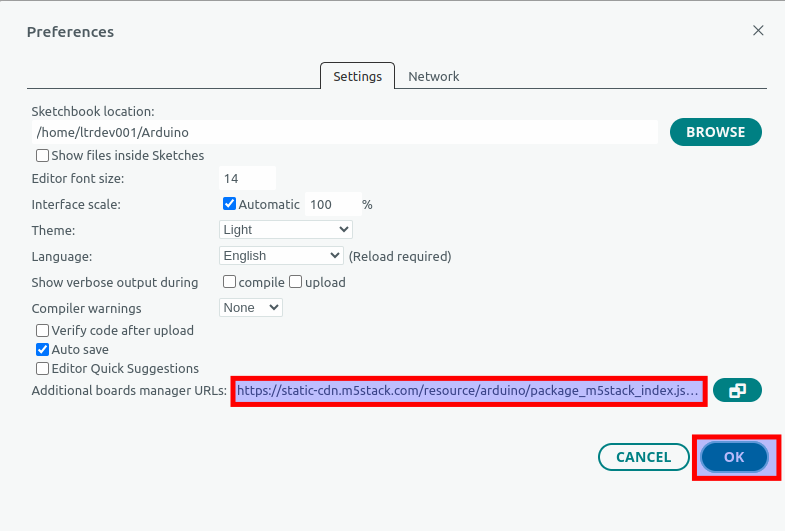 Preferences
Settings Network
Sketchbook location:
/home/ltrdev001/Arduino BROWSE
Show files inside Sketches
Editor font size: 14
Interface scale: Automatic 100 %
Theme: Light
Language: English (Reload required)
Show verbose output during compile upload
Compiler warnings None
Verify code after upload
Auto save
Editor Quick Suggestions
Additional boards manager URLs: https://static-cdn.m5stack.com/resource/arduino/package_m5stack_index.js...
CANCEL OK